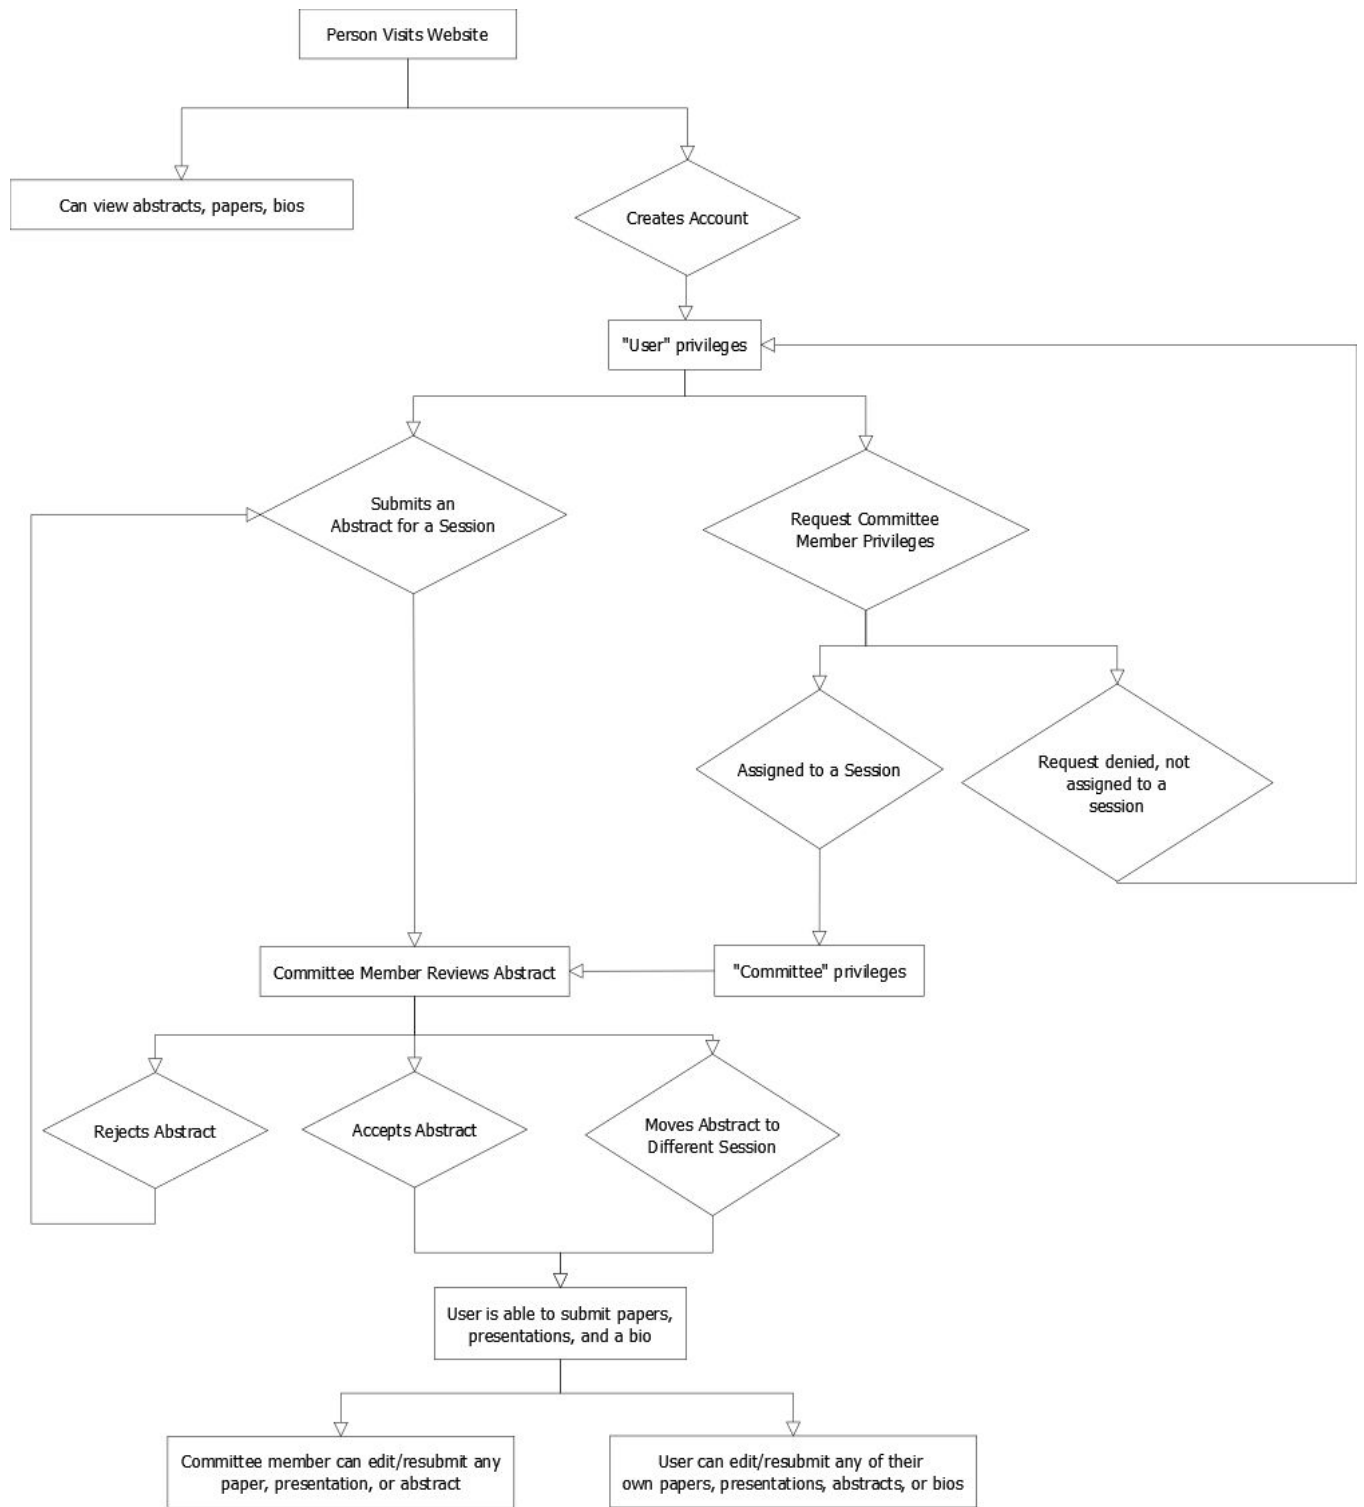 Person Visits Website
Can view abstracts, papers, bios
Creates Account
"User" privileges
Submits an
Abstract for a Session
Request Committee
Member Privileges
Assigned to a Session
Request denied, not
assigned to a
session
Committee Member Reviews Abstract
"Committee" privileges
Rejects Abstract
Accepts Abstract
Moves Abstract to
Different Session
User is able to submit papers,
presentations, and a bio
Committee member can edit/resubmit any
paper, presentation, or abstract
User can edit/resubmit any of their
own papers, presentations, abstracts, or bios